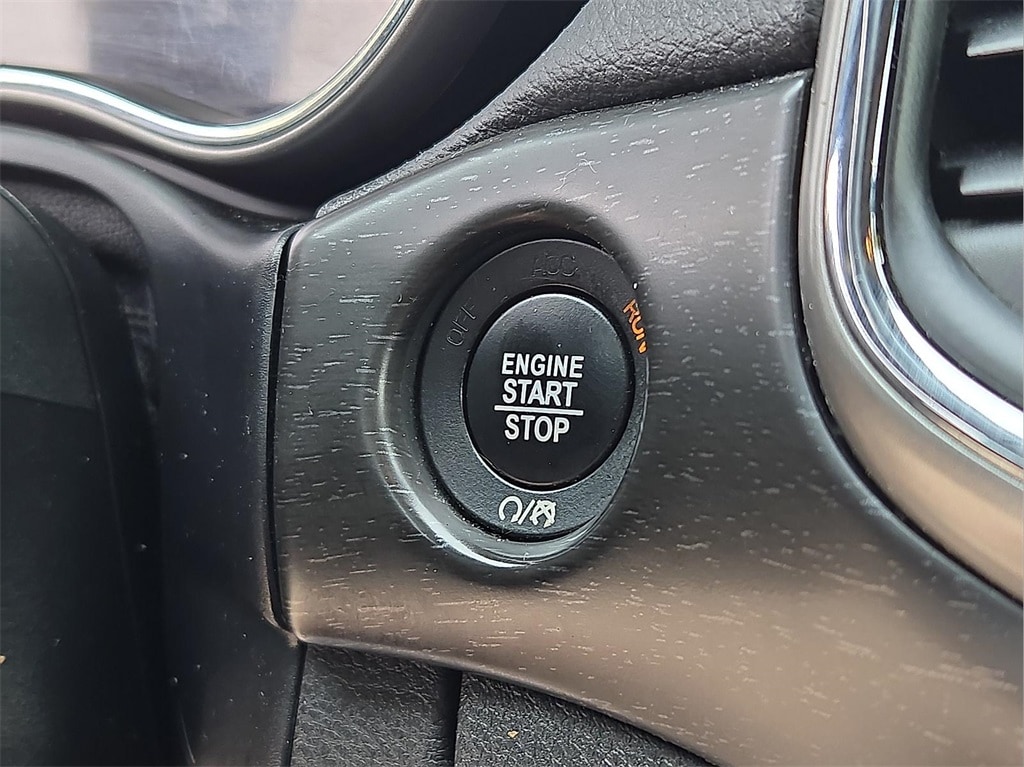 ACC
OFF
RUN
ENGINE
START
STOP